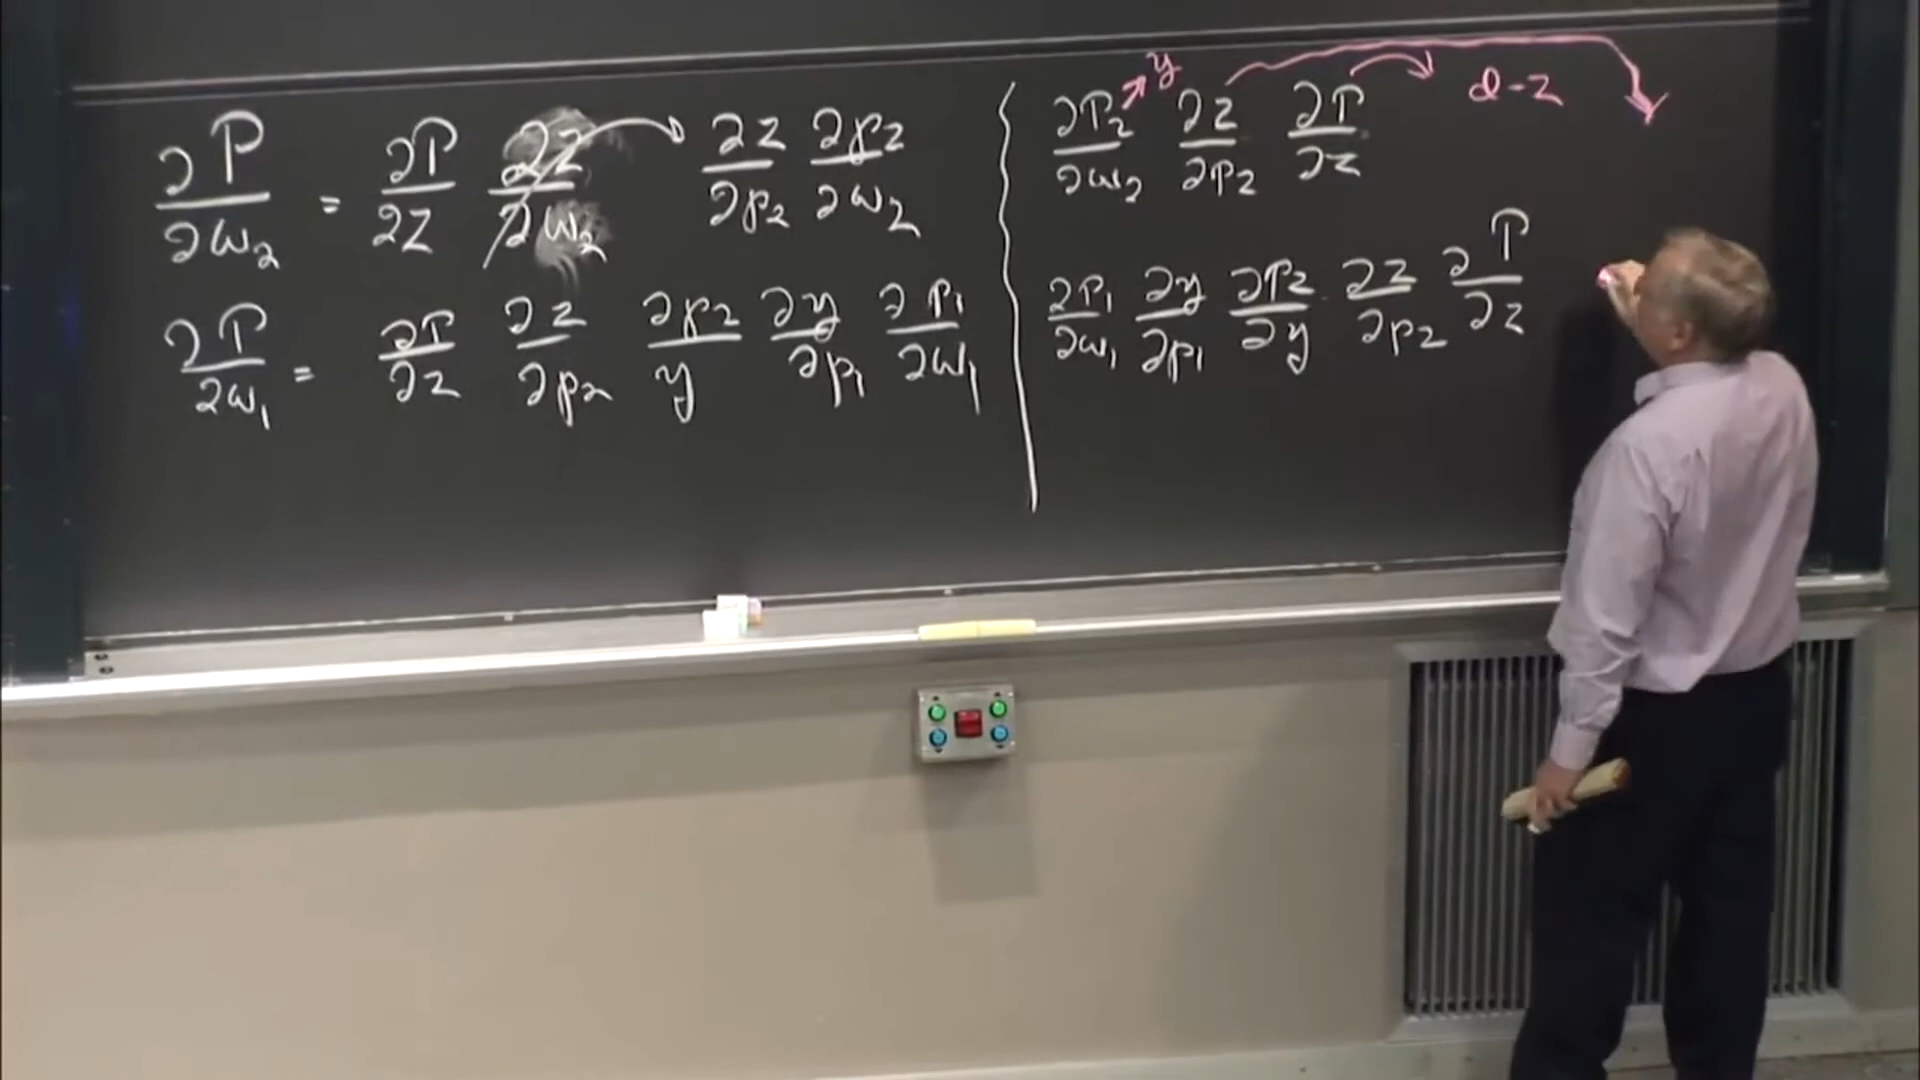 ∂P/∂w₂ = ∂P/∂z ∂z/∂w₂ ∂z/∂p₂ ∂p₂/∂w₂
∂P/∂w₁ = ∂P/∂z ∂z/∂p₂ ∂p₂/y ∂y/∂p₁ ∂p₁/∂w₁
∂P₂/∂w₂ → y ∂z/∂p₂ ∂P/∂z d-z
∂P₁/∂w₁ ∂y/∂p₁ ∂P₂/∂y ∂z/∂p₂ ∂P/∂z